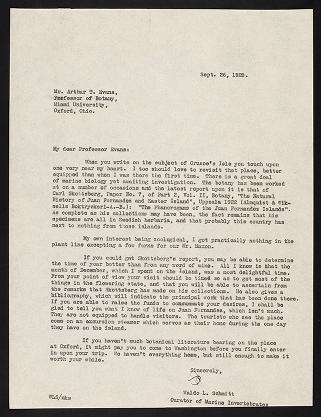 Sept. 26, 1929.
Mr. Arthur T. Evans,
Professor of Botany,
Miami University,
Oxford, Ohio.
My dear Professor Evans:
When you write on the subject of Crusoe's Isle you touch upon
one very near my heart. I too should love to revisit that place, better
equipped than when I was there the first time. There is a great deal
of marine biology yet awaiting investigation. The botany has been worked
at on a number of occasions and the latest report upon it is that of
Carl Skottsberg, Paper No. 7, of Part 2, Vol. II, Botany, "The Natural
History of Juan Fernandez and Easter Island", Uppsala 1922 (Almquist & Wik-
sells Boktryckeri-A.-B.): "The Phanerogams of the Juan Fernandez Islands".
As complete as his collections may have been, the fact remains that his
specimens are all in Swedish herbaria, and that probably this country has
next to nothing from those islands.
My own interest being zoological, I got practically nothing in the
plant line excepting a few forms for our Mr. Maxon.
If you could get Skottsberg's report, you may be able to determine
the time of your better than from any word of mine. All I know is that the
month of December, which I spent on the island, was a most delightful time.
From your point of view your visit should be timed so as to get most of the
things in the flowering state, and that you will be able to ascertain from
the remarks that Skottsberg has made on his collections. He also gives a
bibliography, which will indicate the principal work that has been done there.
If you are able to raise the funds to consummate your desires, I shall be
glad to tell you what I know of life on Juan Fernandez, which isn't much.
They are not equipped to handle visitors. The tourists who see the place
come on an excursion steamer which serves as their home during the one day
they have on the island.
If you haven't much botanical literature bearing on the place
at Oxford, it might pay you to come to Washington before you finally enter
in upon your trip. We haven't everything here, but still enough to make it
worth your while.
Sincerely,
Waldo L. Schmitt
Curator of Marine Invertebrates